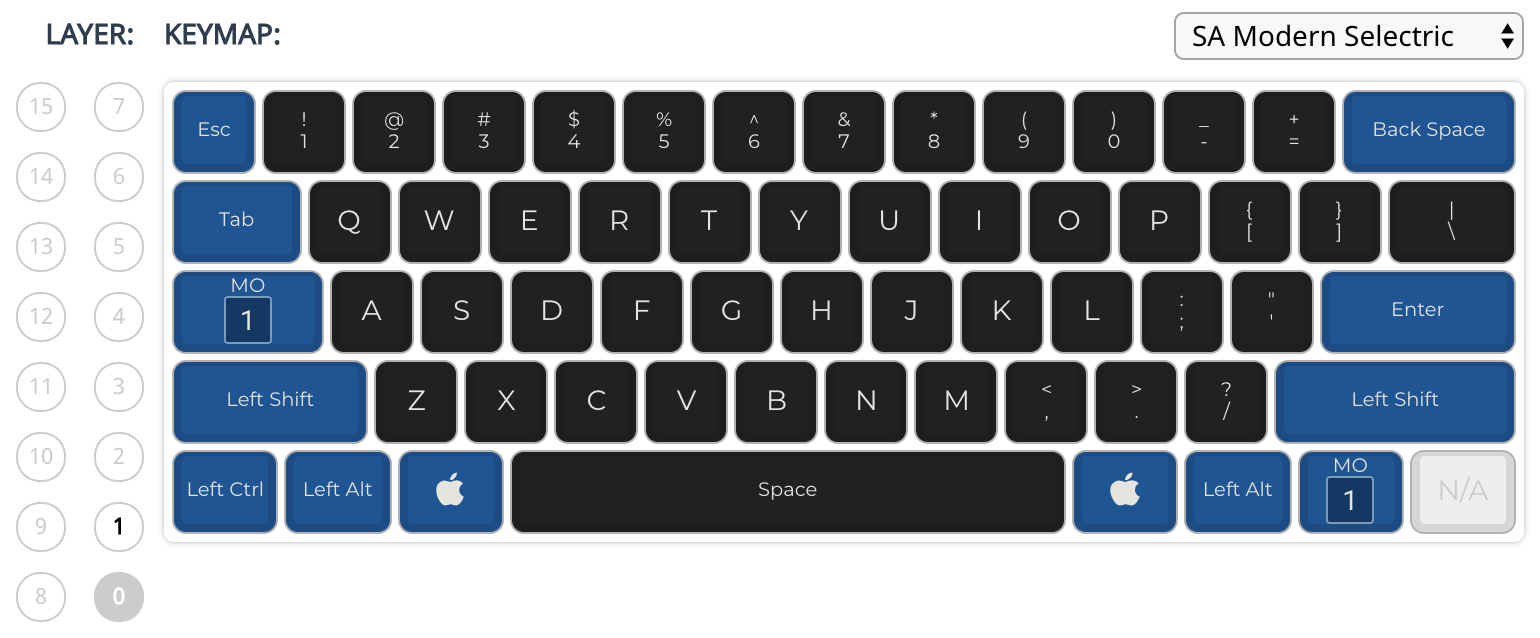 LAYER: KEYMAP: SA Modern Selectric
15 7
14 6
13 5
12 4
11 3
10 2
9 1
8 0
Esc ! 1 @ 2 # 3 $ 4 % 5 ^ 6 & 7 * 8 ( 9 ) 0 _ - + = Back Space
Tab Q W E R T Y U I O P { [ } ] | \
MO 1 A S D F G H J K L : ; " ' Enter
Left Shift Z X C V B N M < , > . ? / Left Shift
Left Ctrl Left Alt Space Left Alt MO 1 N/A